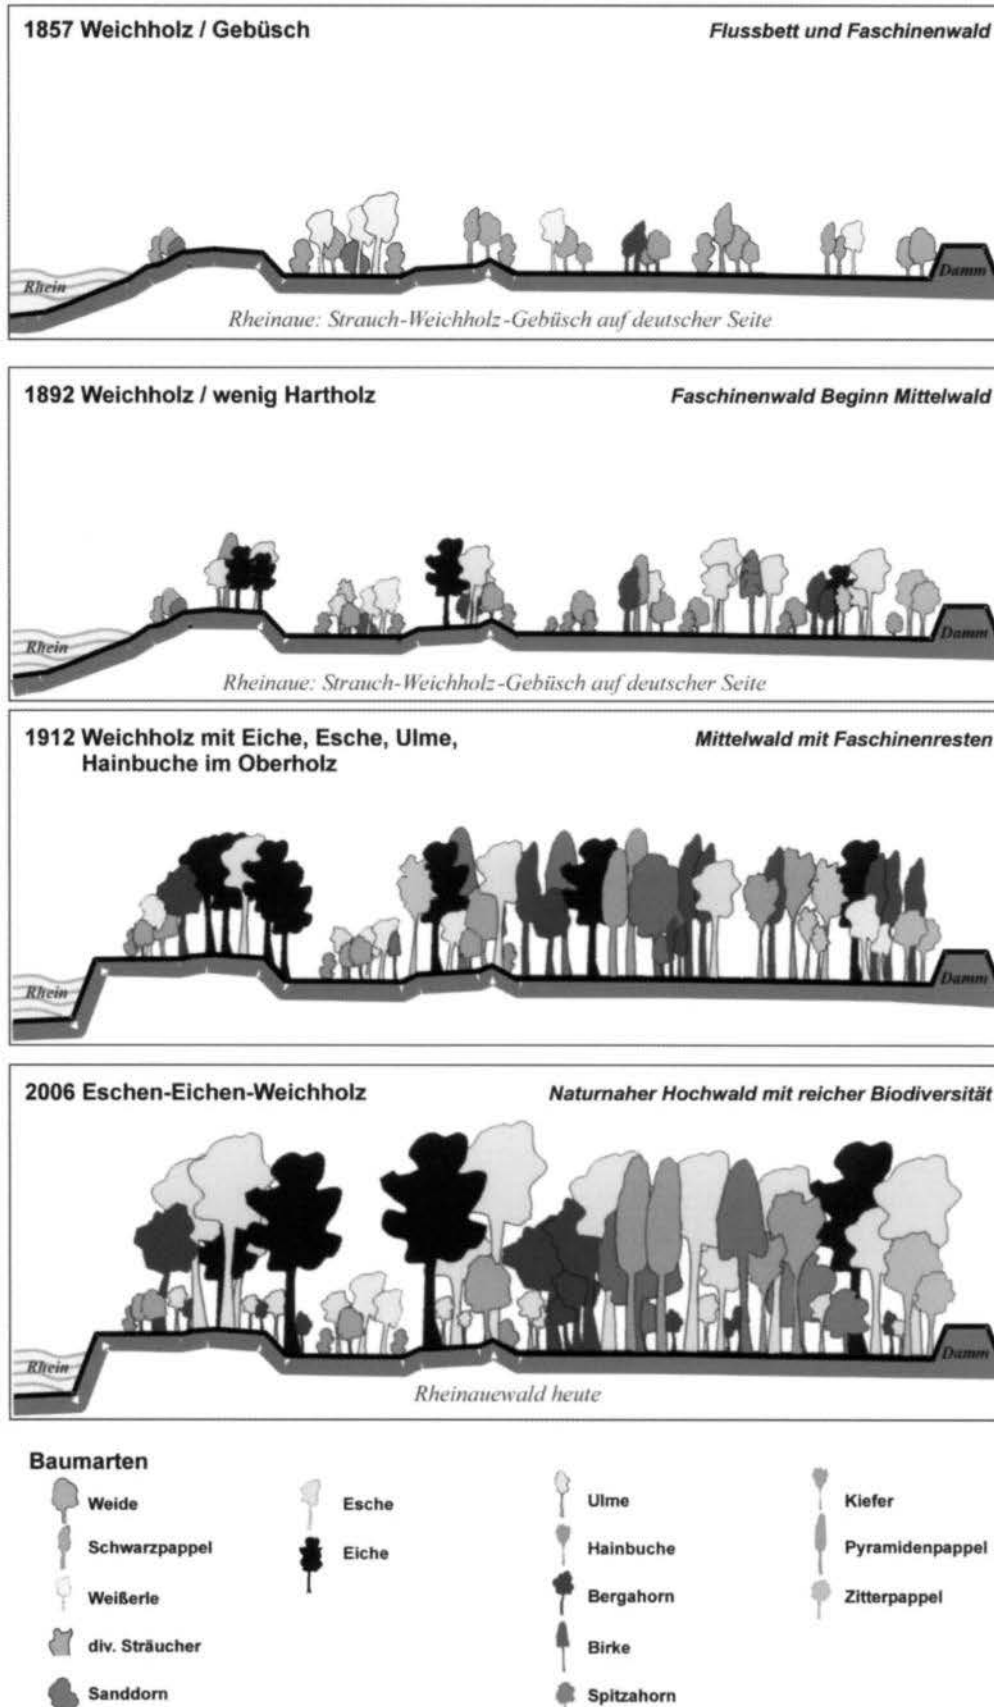 1857 Weichholz / Gebüsch
Flussbett und Faschinenwald
Rhein
Damm
Rheinaue: Strauch-Weichholz-Gebüsch auf deutscher Seite
1892 Weichholz / wenig Hartholz
Faschinenwald Beginn Mittelwald
Rhein
Damm
Rheinaue: Strauch-Weichholz-Gebüsch auf deutscher Seite
1912 Weichholz mit Eiche, Esche, Ulme,
Hainbuche im Oberholz
Mittelwald mit Faschinenresten
Rhein
Damm
2006 Eschen-Eichen-Weichholz
Naturnaher Hochwald mit reicher Biodiversität
Rhein
Damm
Rheinauewald heute
Baumarten
Weide
Schwarzpappel
Weißerle
div. Sträucher
Sanddorn
Esche
Eiche
Ulme
Hainbuche
Bergahorn
Birke
Spitzahorn
Kiefer
Pyramidenpappel
Zitterpappel